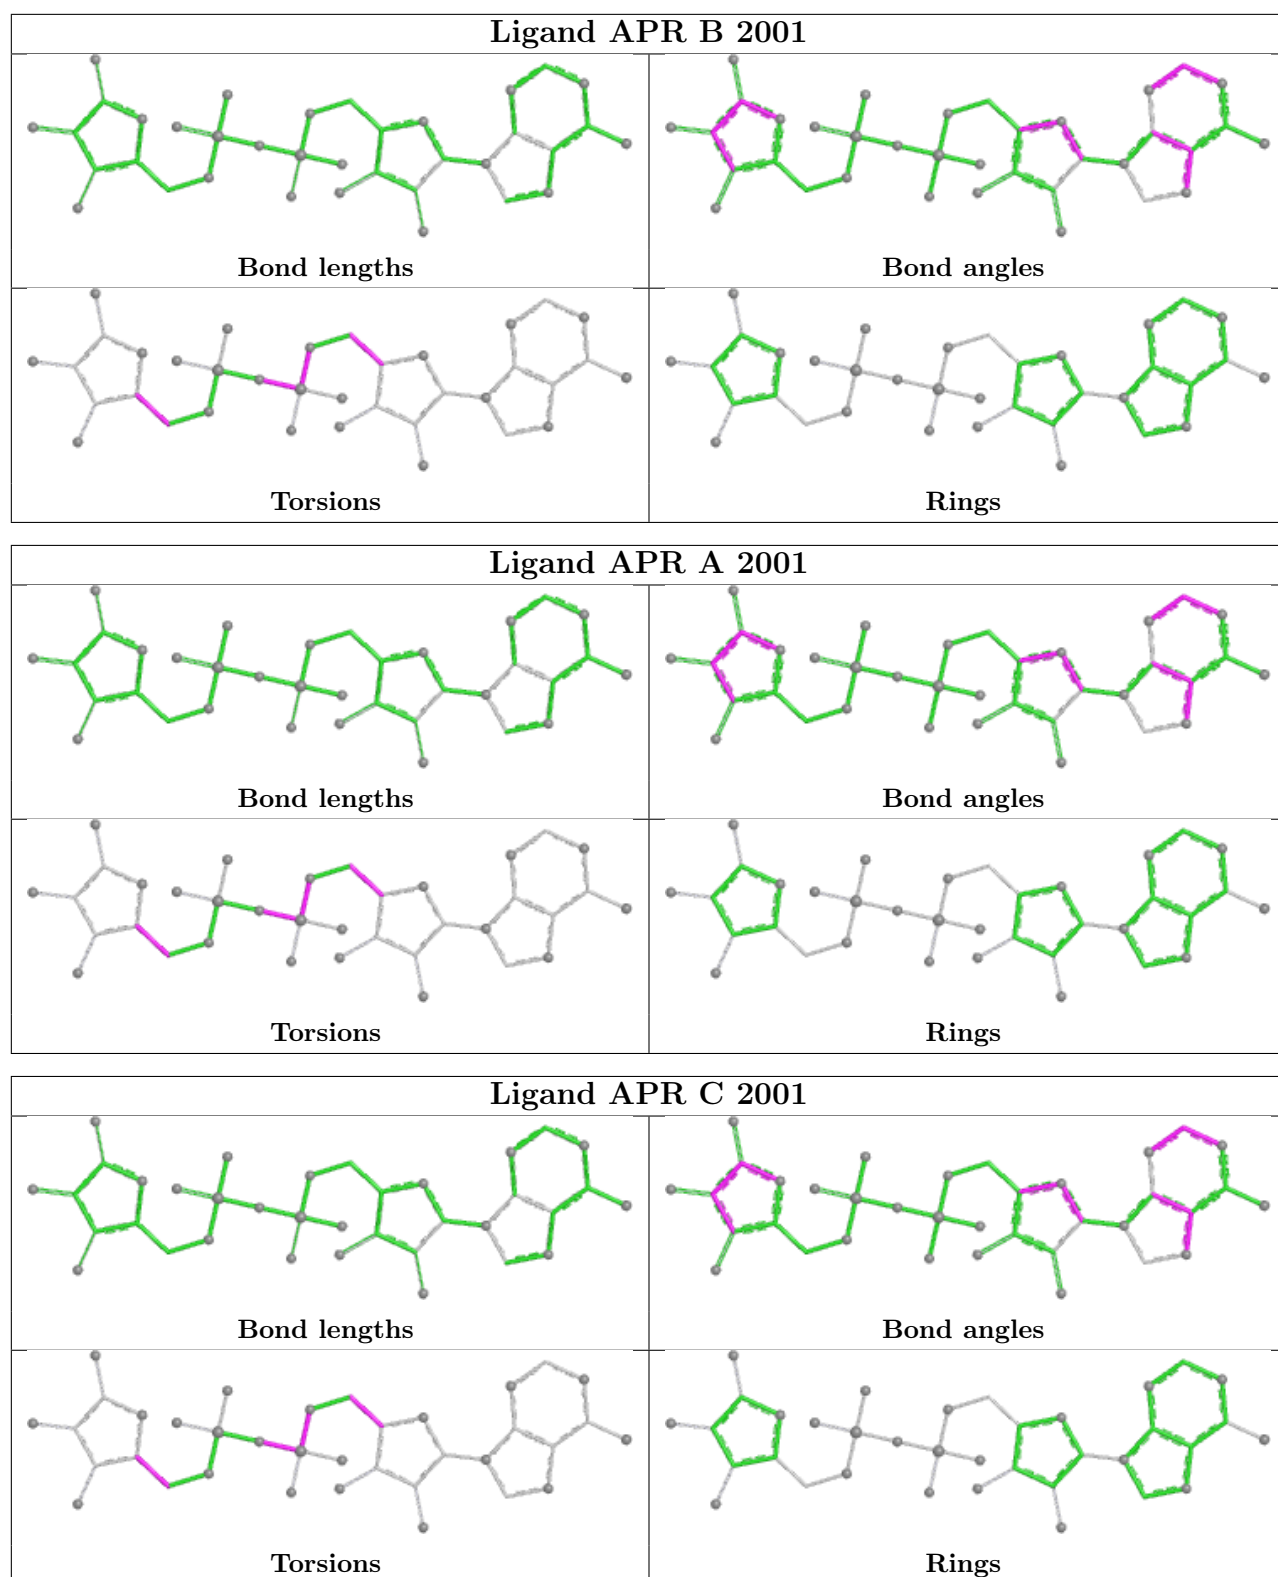 Ligand APR B 2001
Bond lengths
Bond angles
Torsions
Rings
Ligand APR A 2001
Bond lengths
Bond angles
Torsions
Rings
Ligand APR C 2001
Bond lengths
Bond angles
Torsions
Rings